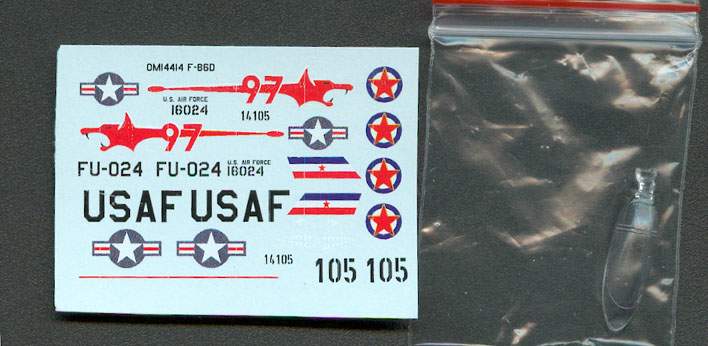 OMI4414 F-86D
97
U.S. AIR FORCE
16024
14105
97
FU-024 FU-024
U.S. AIR FORCE
16024
USAF USAF
14105
105 105